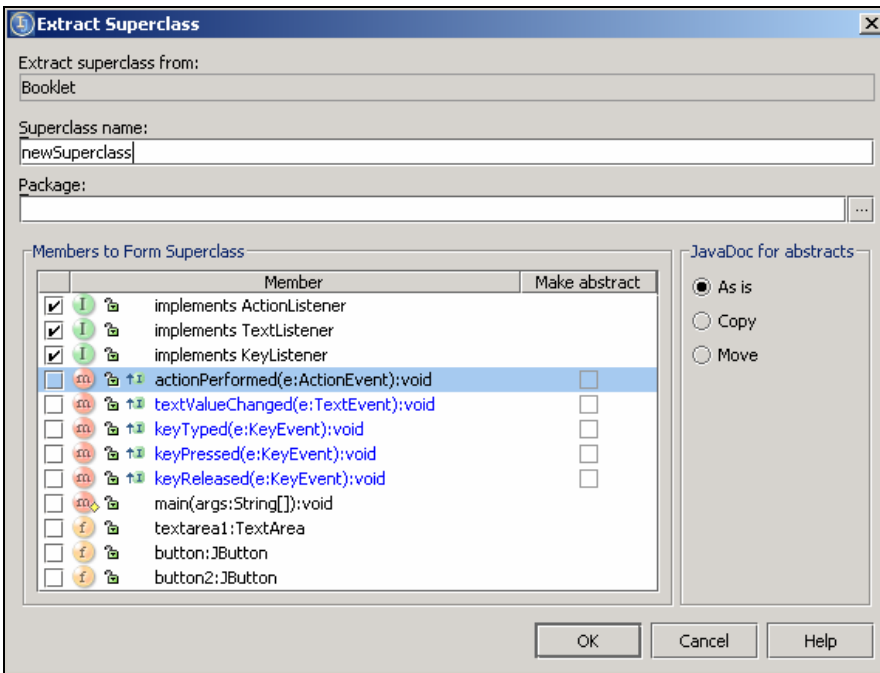 Extract Superclass
Extract superclass from:
Booklet
Superclass name:
newSuperclass
Package:
...
Members to Form Superclass
JavaDoc for abstracts
Member Make abstract
I implements ActionListener
I implements TextListener
I implements KeyListener
m I actionPerformed(e:ActionEvent):void
m I textValueChanged(e:TextEvent):void
m I keyTyped(e:KeyEvent):void
m I keyPressed(e:KeyEvent):void
m I keyReleased(e:KeyEvent):void
m main(args:String[]):void
f textarea1:TextArea
f button:JButton
f button2:JButton
As is
Copy
Move
OK Cancel Help